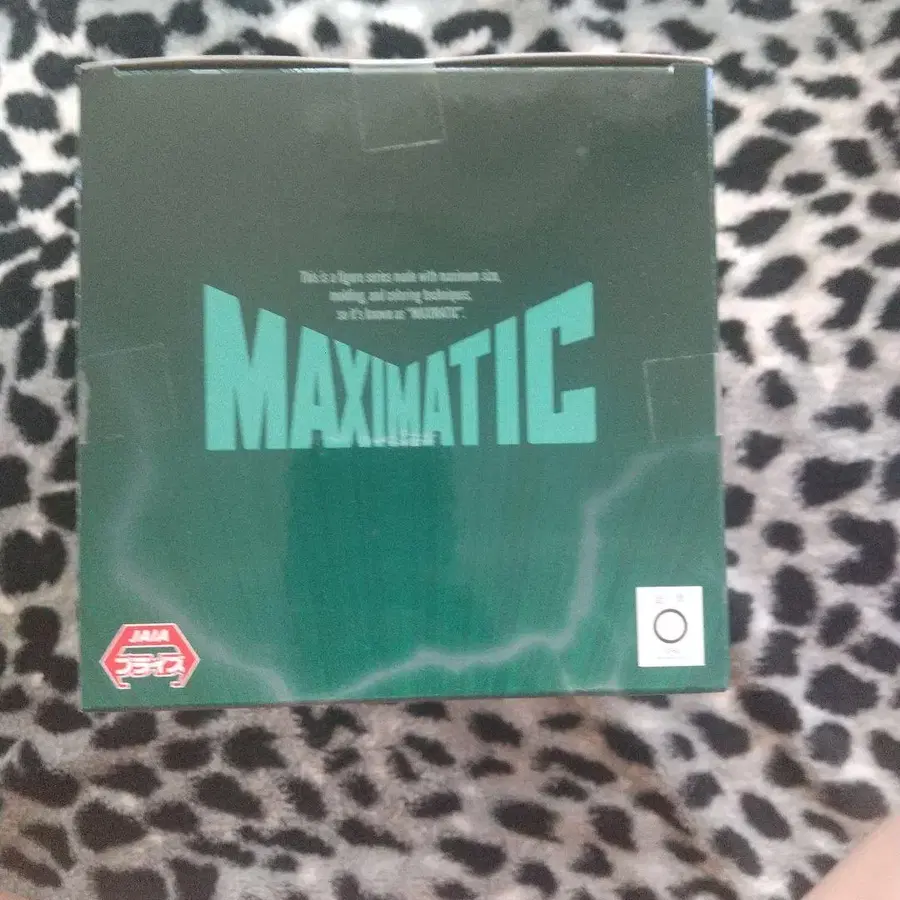 This is a figure series made with maximum size,
molding, and coloring techniques,
so it's known as "MAXIMATIC".
MAXIMATIC
JAIA
プライズ